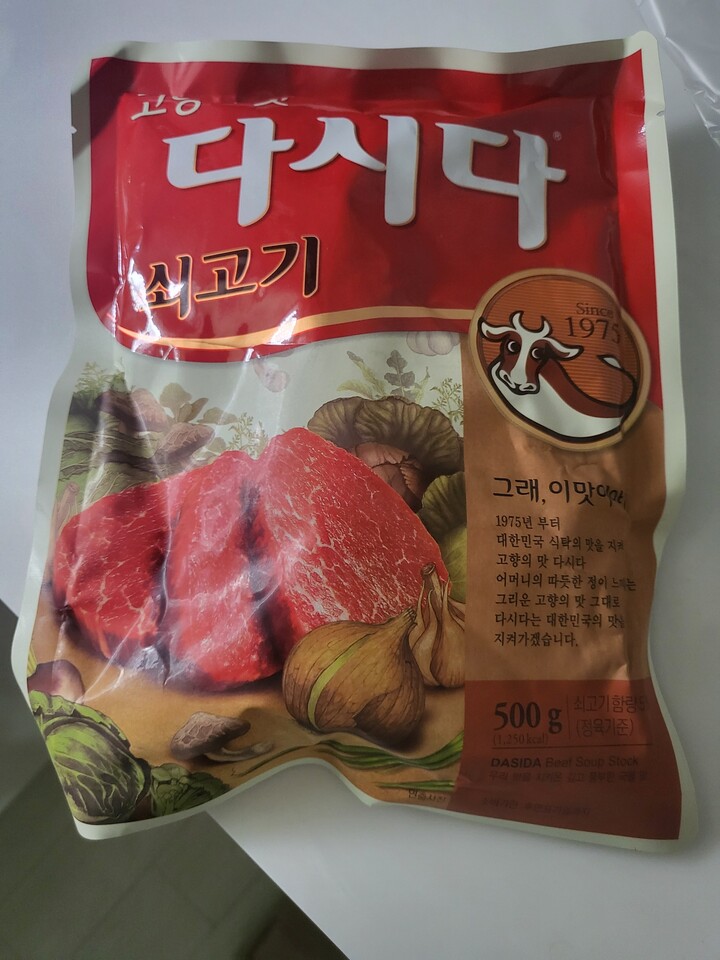 다시다®
쇠고기
Since
1975
그래, 이맛이야!
1975년 부터
대한민국 식탁의 맛을 지켜
고향의 맛 다시다
어머니의 따뜻한 정이
그리운 고향의 맛 그대로
다시다는 대한민국의 맛을
지켜가겠습니다.
500 g
(1,250 kcal)
쇠고기함량
(정육기준)
DASIDA Beef Soup Stock